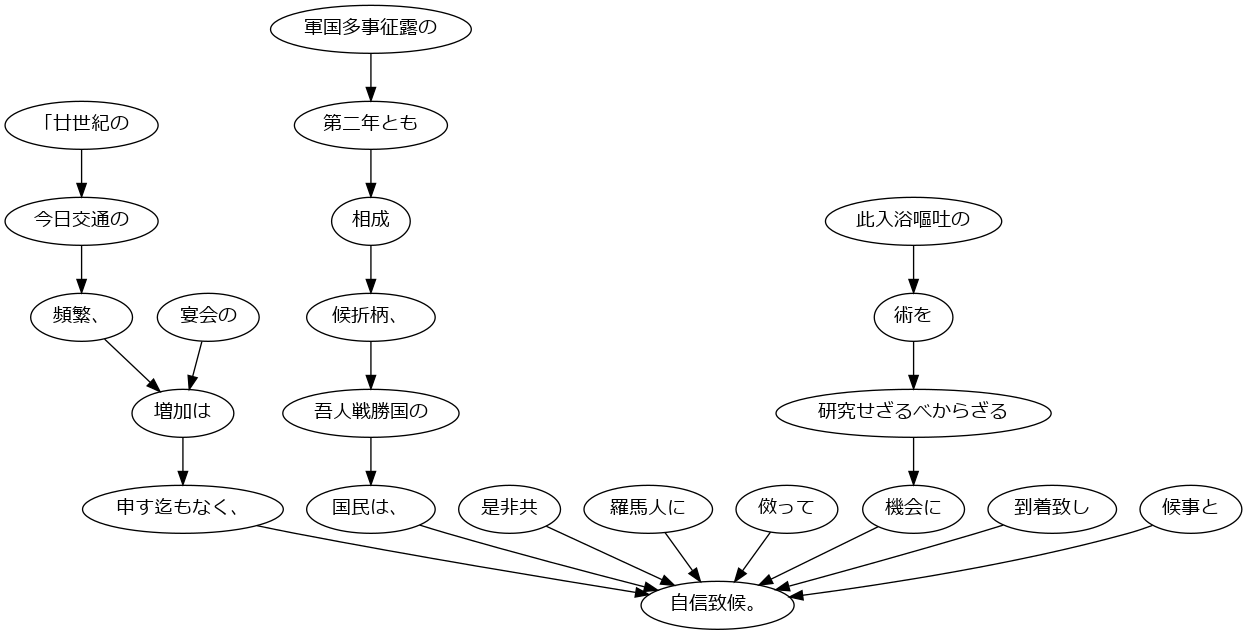 軍国多事征露の
「廿世紀の
第二年とも
今日交通の
相成
此入浴嘔吐の
頻繁、
宴会の
候折柄、
術を
増加は
吾人戦勝国の
研究せざるべからざる
申す迄もなく、
国民は、
是非共
羅馬人に
傚って
機会に
到着致し
候事と
自信致候。